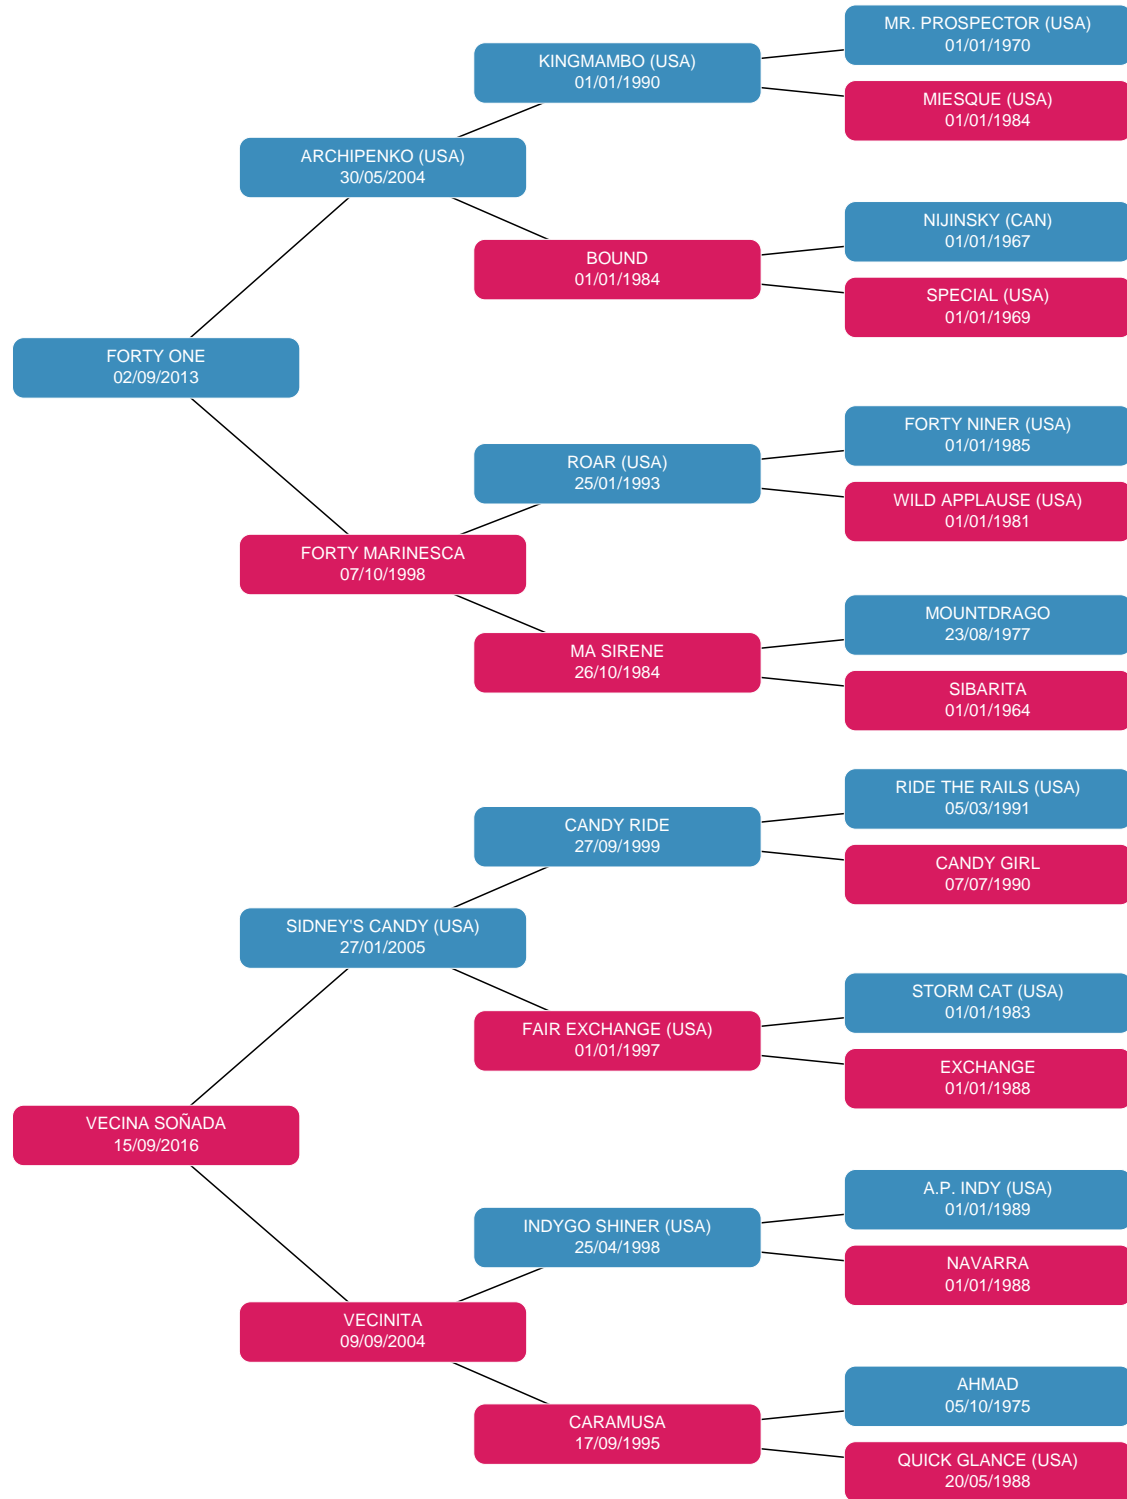 MR. PROSPECTOR (USA)
01/01/1970
KINGMAMBO (USA)
01/01/1990
MIESQUE (USA)
01/01/1984
ARCHIPENKO (USA)
30/05/2004
NIJINSKY (CAN)
01/01/1967
BOUND
01/01/1984
SPECIAL (USA)
01/01/1969
FORTY ONE
02/09/2013
FORTY NINER (USA)
01/01/1985
ROAR (USA)
25/01/1993
WILD APPLAUSE (USA)
01/01/1981
FORTY MARINESCA
07/10/1998
MOUNTDRAGO
23/08/1977
MA SIRENE
26/10/1984
SIBARITA
01/01/1964
RIDE THE RAILS (USA)
05/03/1991
CANDY RIDE
27/09/1999
CANDY GIRL
07/07/1990
SIDNEY'S CANDY (USA)
27/01/2005
STORM CAT (USA)
01/01/1983
FAIR EXCHANGE (USA)
01/01/1997
EXCHANGE
01/01/1988
VECINA SOÑADA
15/09/2016
A.P. INDY (USA)
01/01/1989
INDYGO SHINER (USA)
25/04/1998
NAVARRA
01/01/1988
VECINITA
09/09/2004
AHMAD
05/10/1975
CARAMUSA
17/09/1995
QUICK GLANCE (USA)
20/05/1988